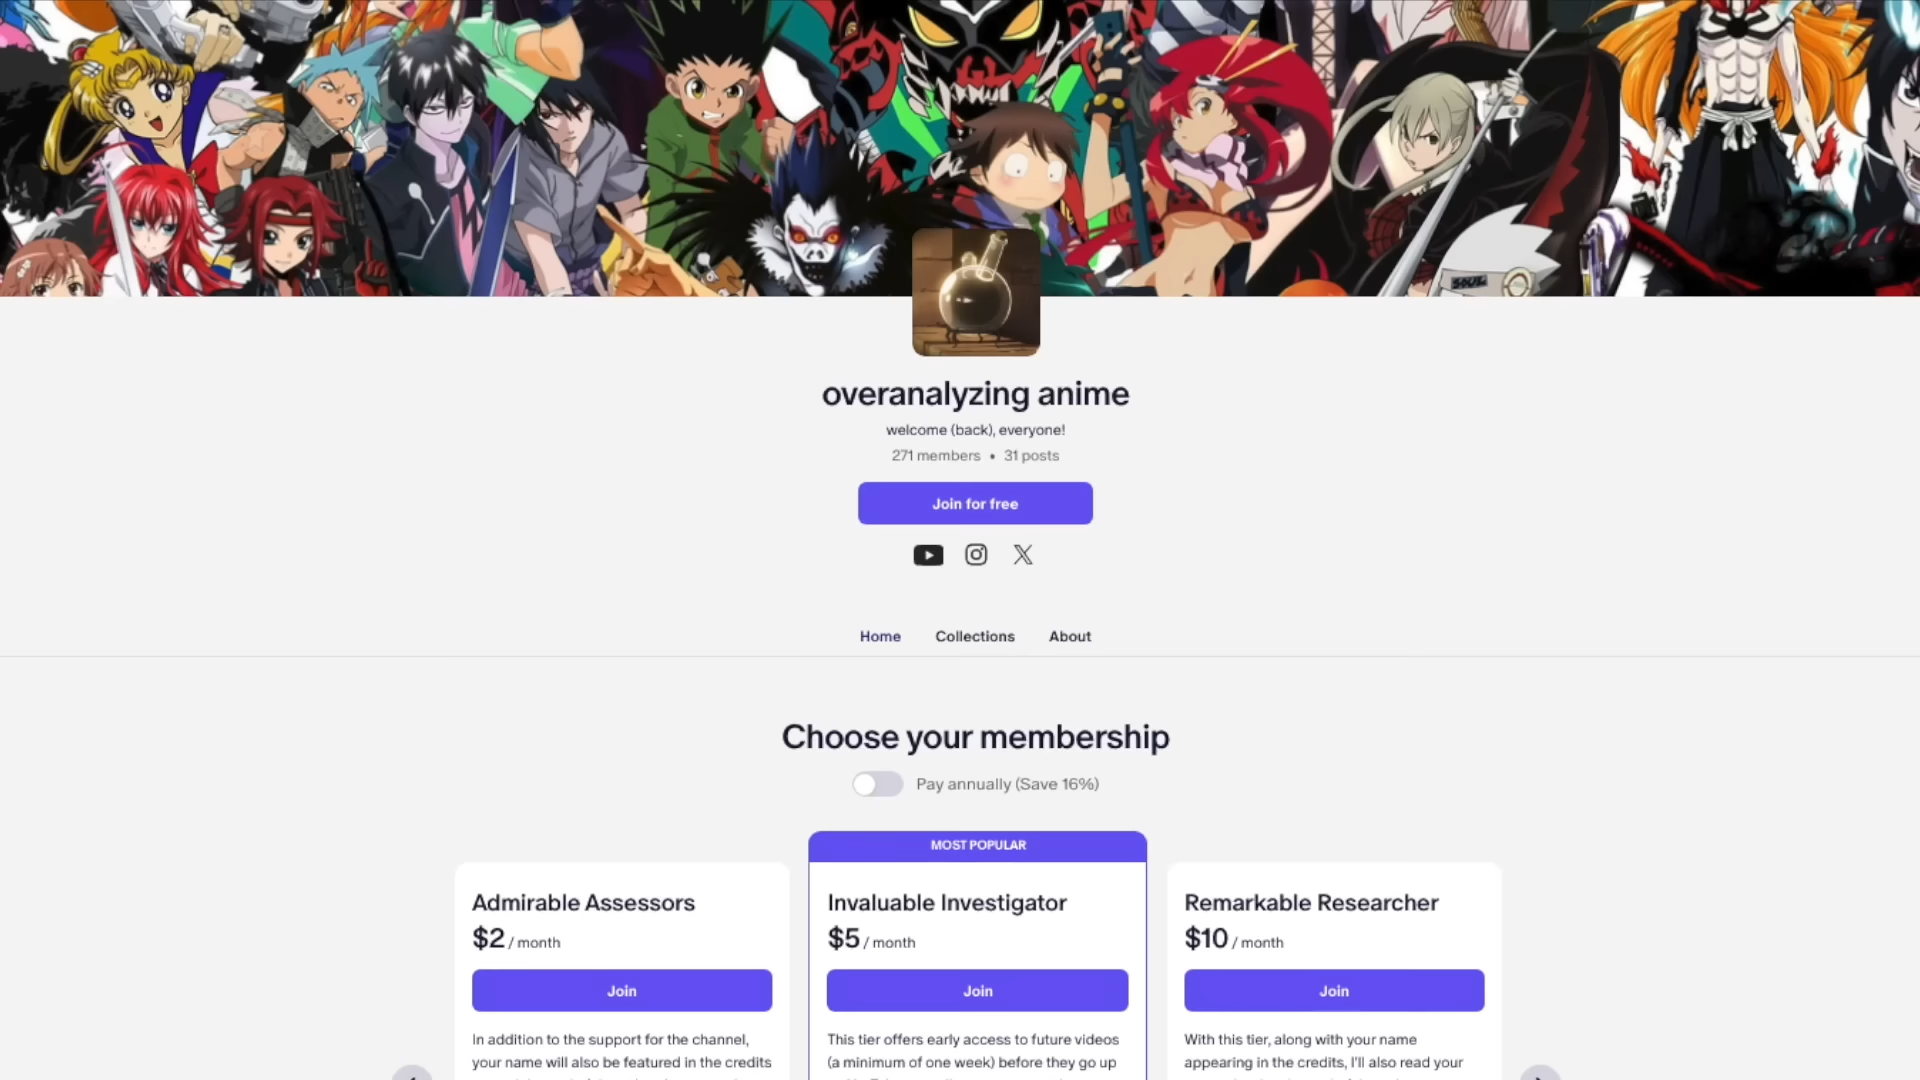 SOUL
overanalyzing anime
welcome (back), everyone!
271 members • 31 posts
Join for free
Home Collections About
Choose your membership
Pay annually (Save 16%)
MOST POPULAR
Admirable Assessors
$2 / month
Join
In addition to the support for the channel,
your name will also be featured in the credits
Invaluable Investigator
$5 / month
Join
This tier offers early access to future videos
(a minimum of one week) before they go up
Remarkable Researcher
$10 / month
Join
With this tier, along with your name
appearing in the credits, I'll also read your